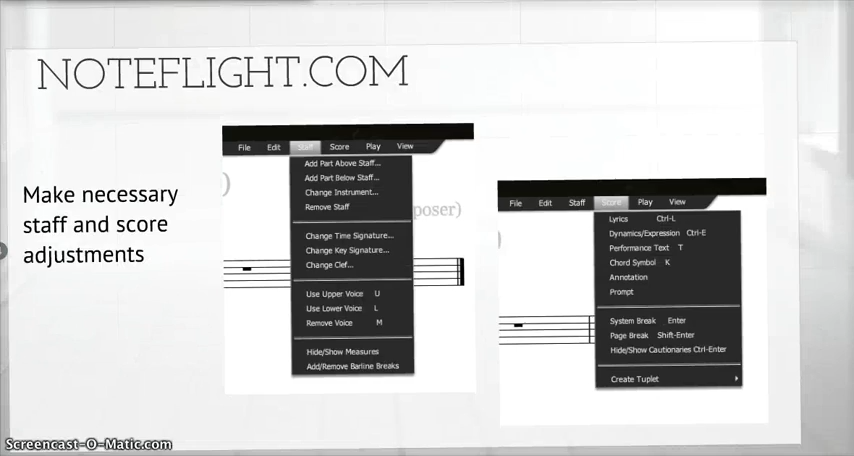 NOTEFLIGHT.COM
Make necessary
staff and score
adjustments
File Edit Staff Score Play View
Add Part Above Staff...
Add Part Below Staff...
Change Instrument...
Remove Staff
Change Time Signature...
Change Key Signature...
Change Clef...
Use Upper Voice U
Use Lower Voice L
Remove Voice M
Hide/Show Measures
Add/Remove Barline Breaks
poser)
File Edit Staff Score Play View
Lyrics Ctrl-L
Dynamics/Expression Ctrl-E
Performance Text T
Chord Symbol K
Annotation
Prompt
System Break Enter
Page Break Shift-Enter
Hide/Show Cautionaries Ctrl-Enter
Create Tuplet
Screencast-O-Matic.com